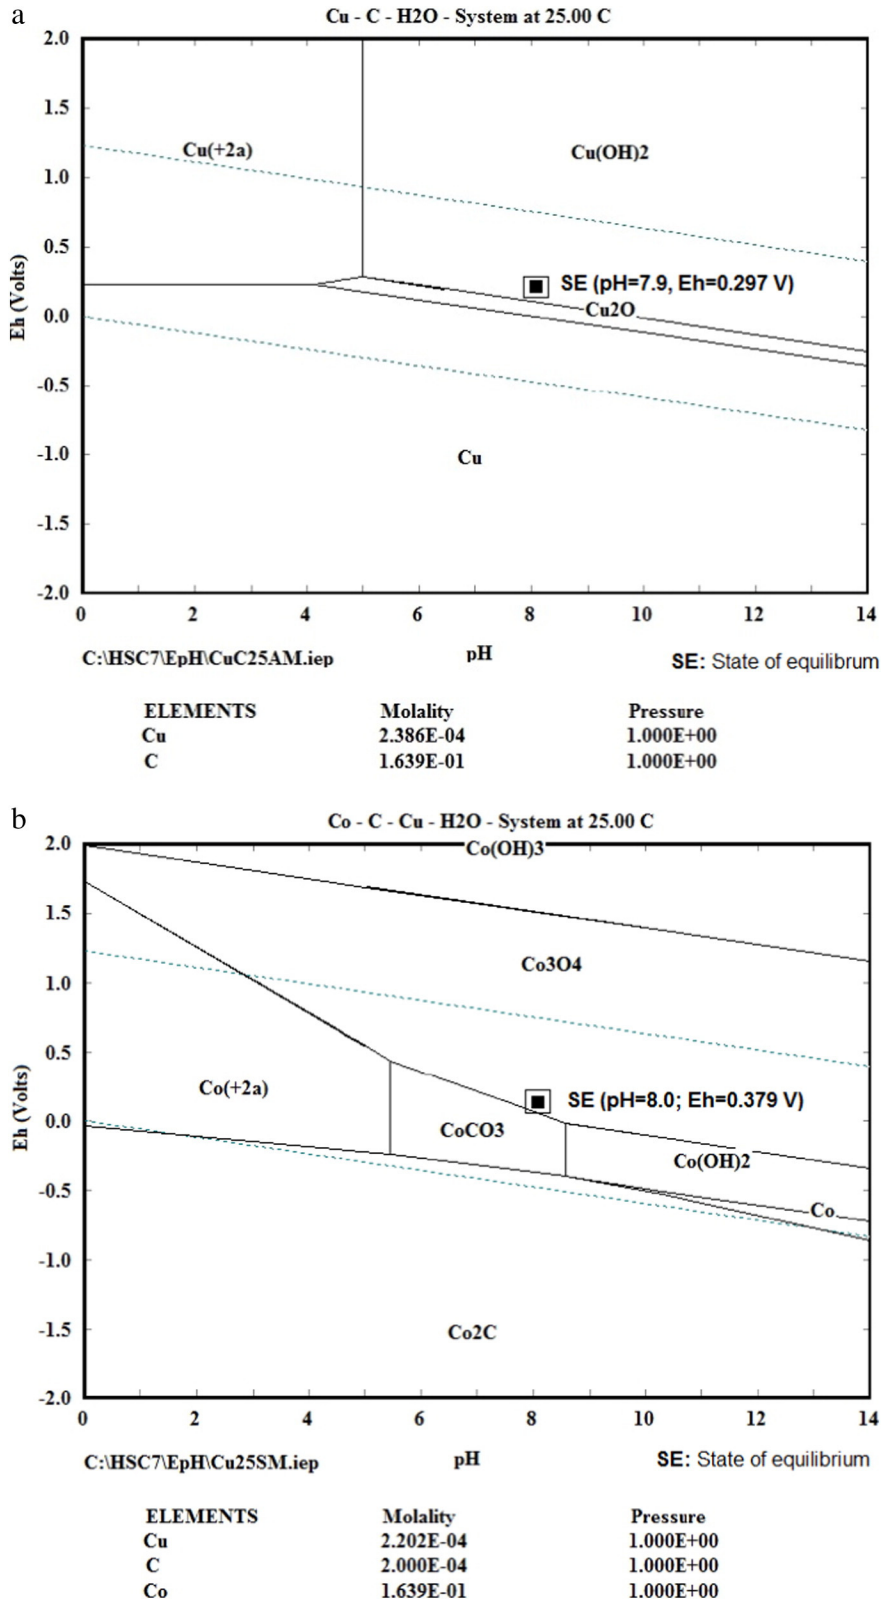 a
Cu - C - H2O - System at 25.00 C
2.0
1.5
1.0
0.5
0.0
-0.5
-1.0
-1.5
-2.0
Eh (Volts)
Cu(+2a)
Cu(OH)2
SE (pH=7.9, Eh=0.297 V)
Cu2O
Cu
0 2 4 6 8 10 12 14
C:\HSC7\EpH\CuC25AM.iep
pH
SE: State of equilibrum
ELEMENTS Molality Pressure
Cu 2.386E-04 1.000E+00
C 1.639E-01 1.000E+00
b
Co - C - Cu - H2O - System at 25.00 C
2.0
1.5
1.0
0.5
0.0
-0.5
-1.0
-1.5
-2.0
Eh (Volts)
Co(OH)3
Co3O4
Co(+2a)
SE (pH=8.0; Eh=0.379 V)
CoCO3
Co(OH)2
Co
Co2C
0 2 4 6 8 10 12 14
C:\HSC7\EpH\Cu25SM.iep
pH
SE: State of equilibrium
ELEMENTS Molality Pressure
Cu 2.202E-04 1.000E+00
C 2.000E-04 1.000E+00
Co 1.639E-01 1.000E+00